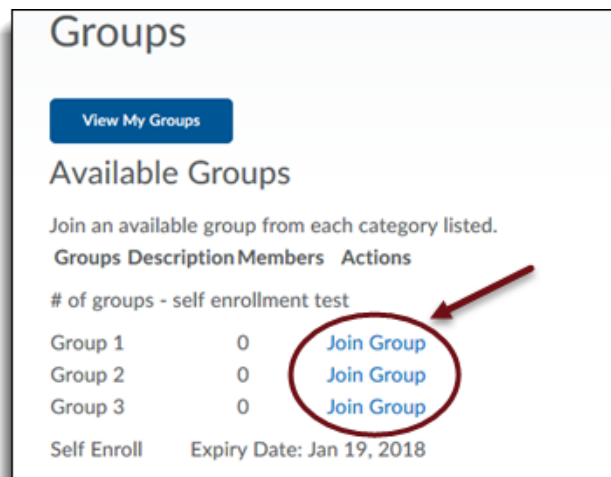 Groups
View My Groups
Available Groups
Join an available group from each category listed.
Groups Description Members Actions
# of groups - self enrollment test
Group 1 0 Join Group
Group 2 0 Join Group
Group 3 0 Join Group
Self Enroll Expiry Date: Jan 19, 2018